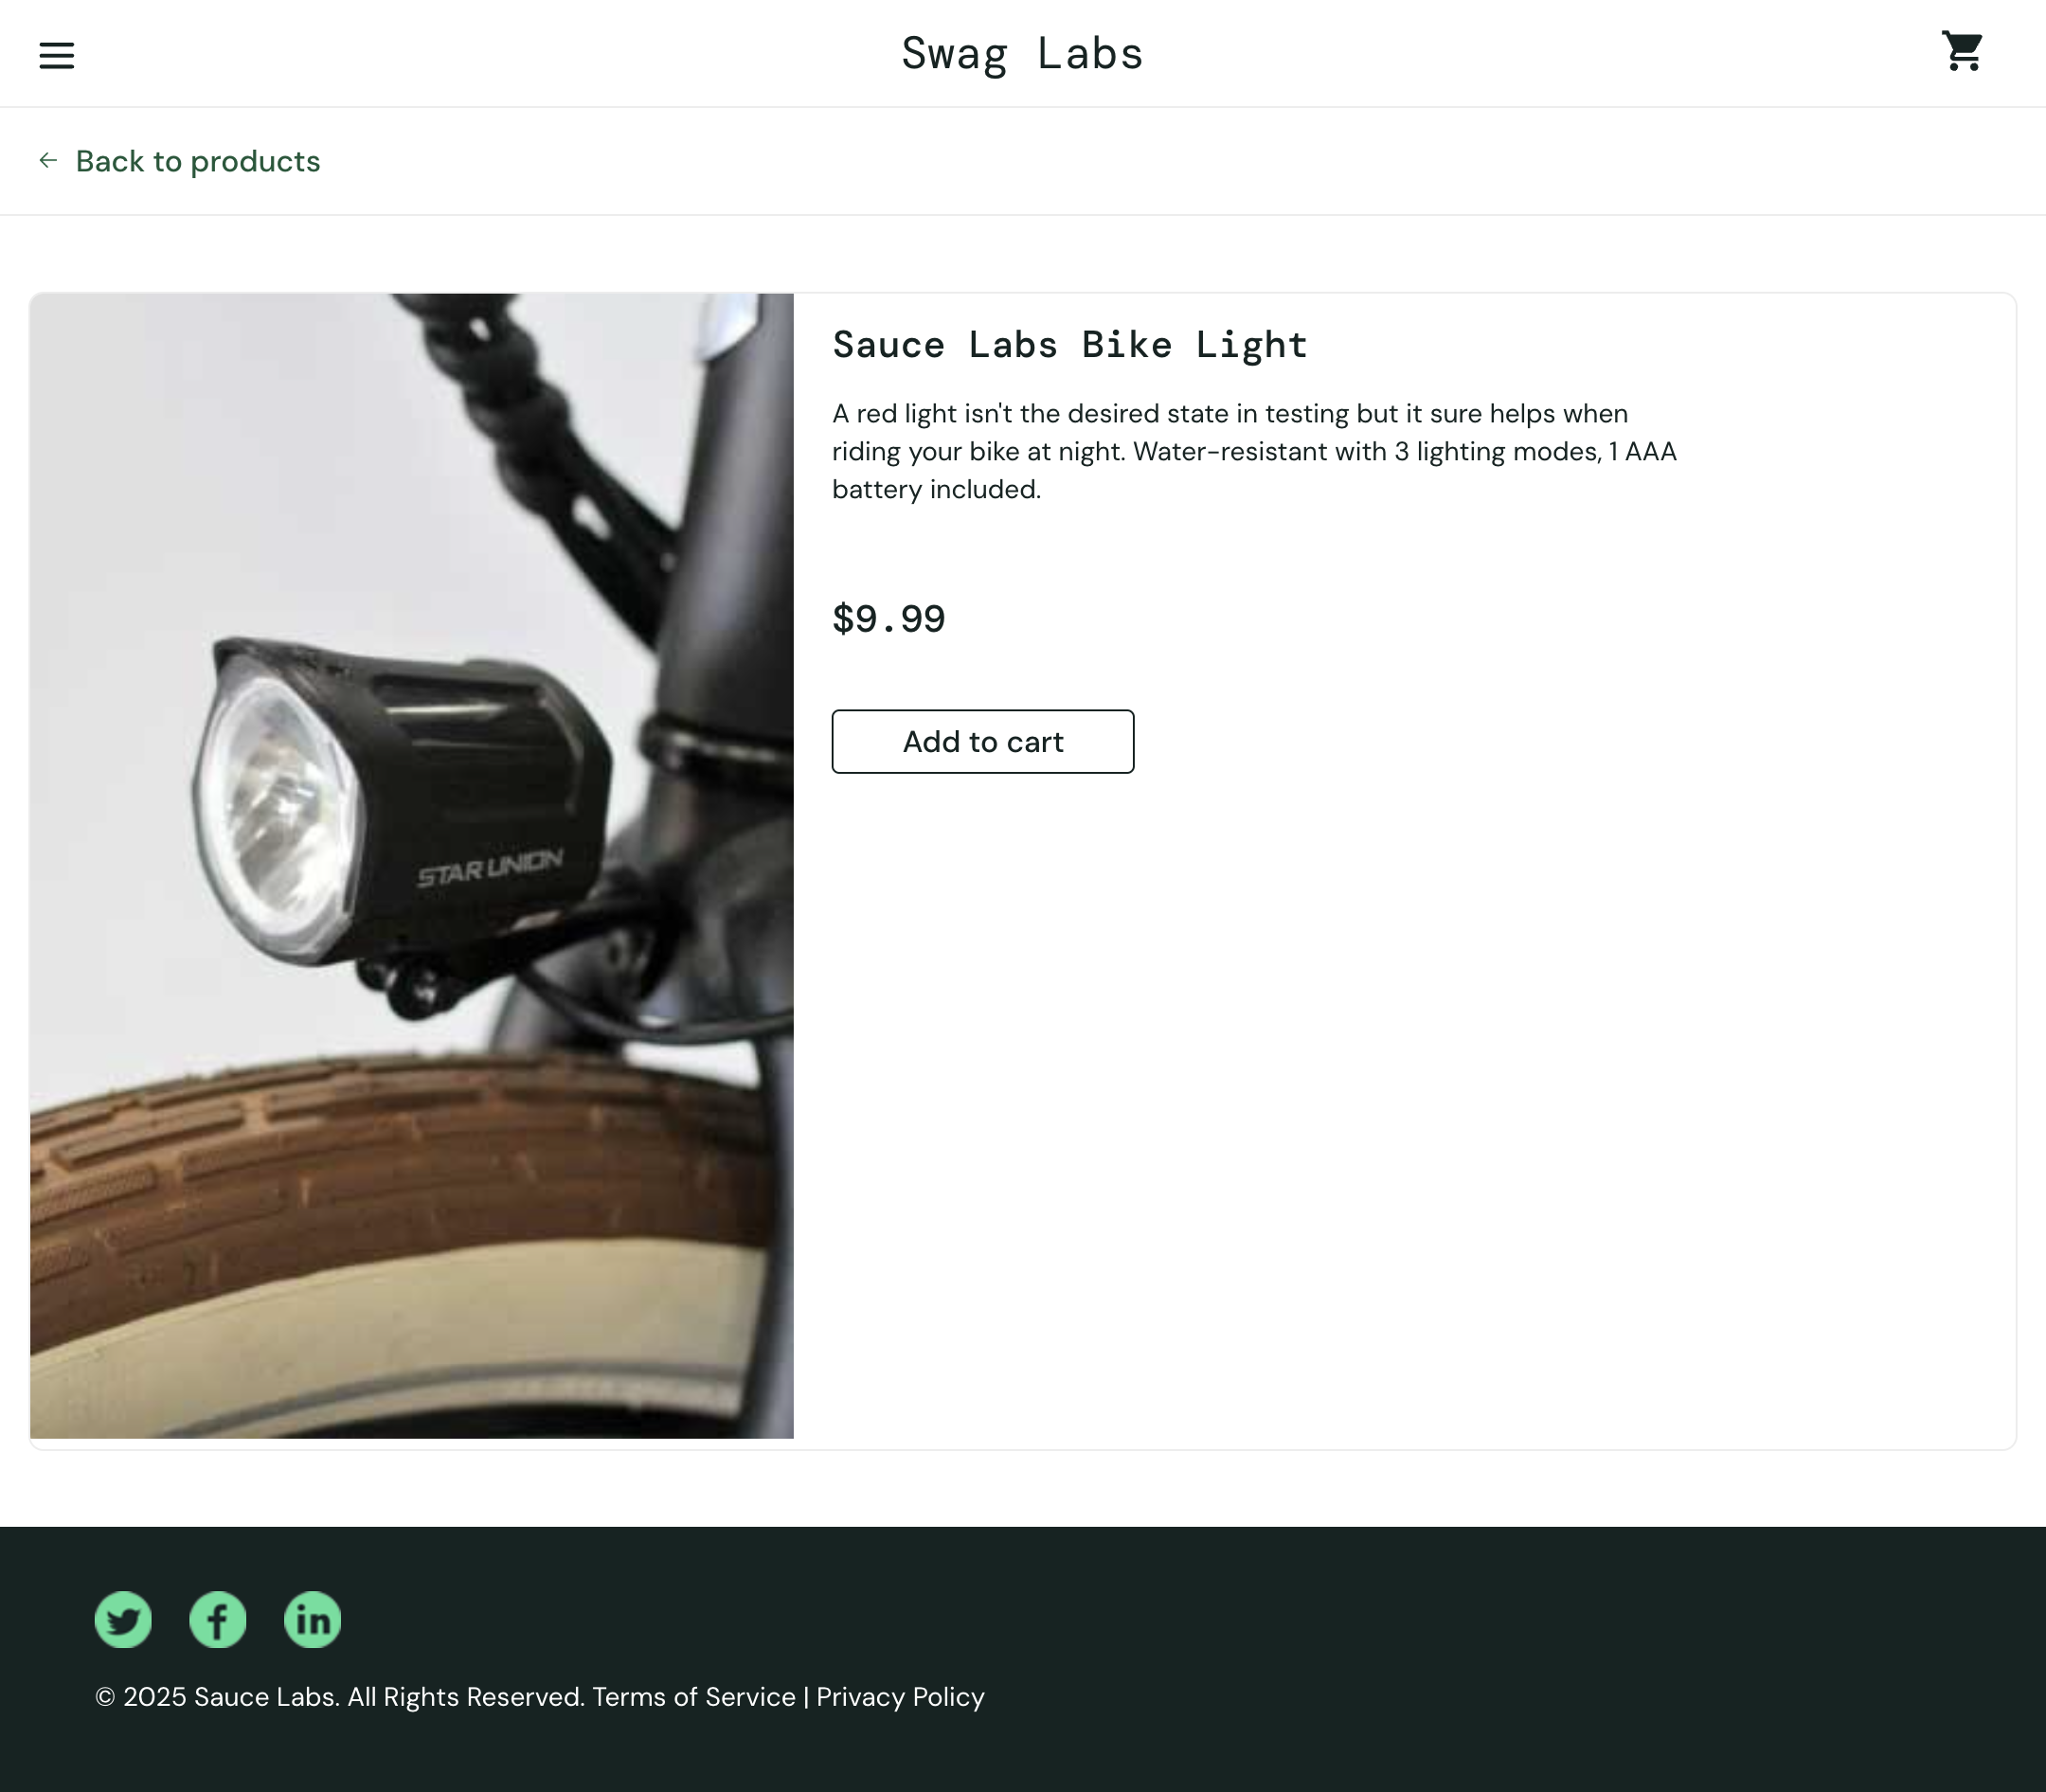 Swag Labs
Back to products
Sauce Labs Bike Light
A red light isn't the desired state in testing but it sure helps when
riding your bike at night. Water-resistant with 3 lighting modes, 1 AAA
battery included.
$9.99
Add to cart
STAR UNION
© 2025 Sauce Labs. All Rights Reserved. Terms of Service | Privacy Policy